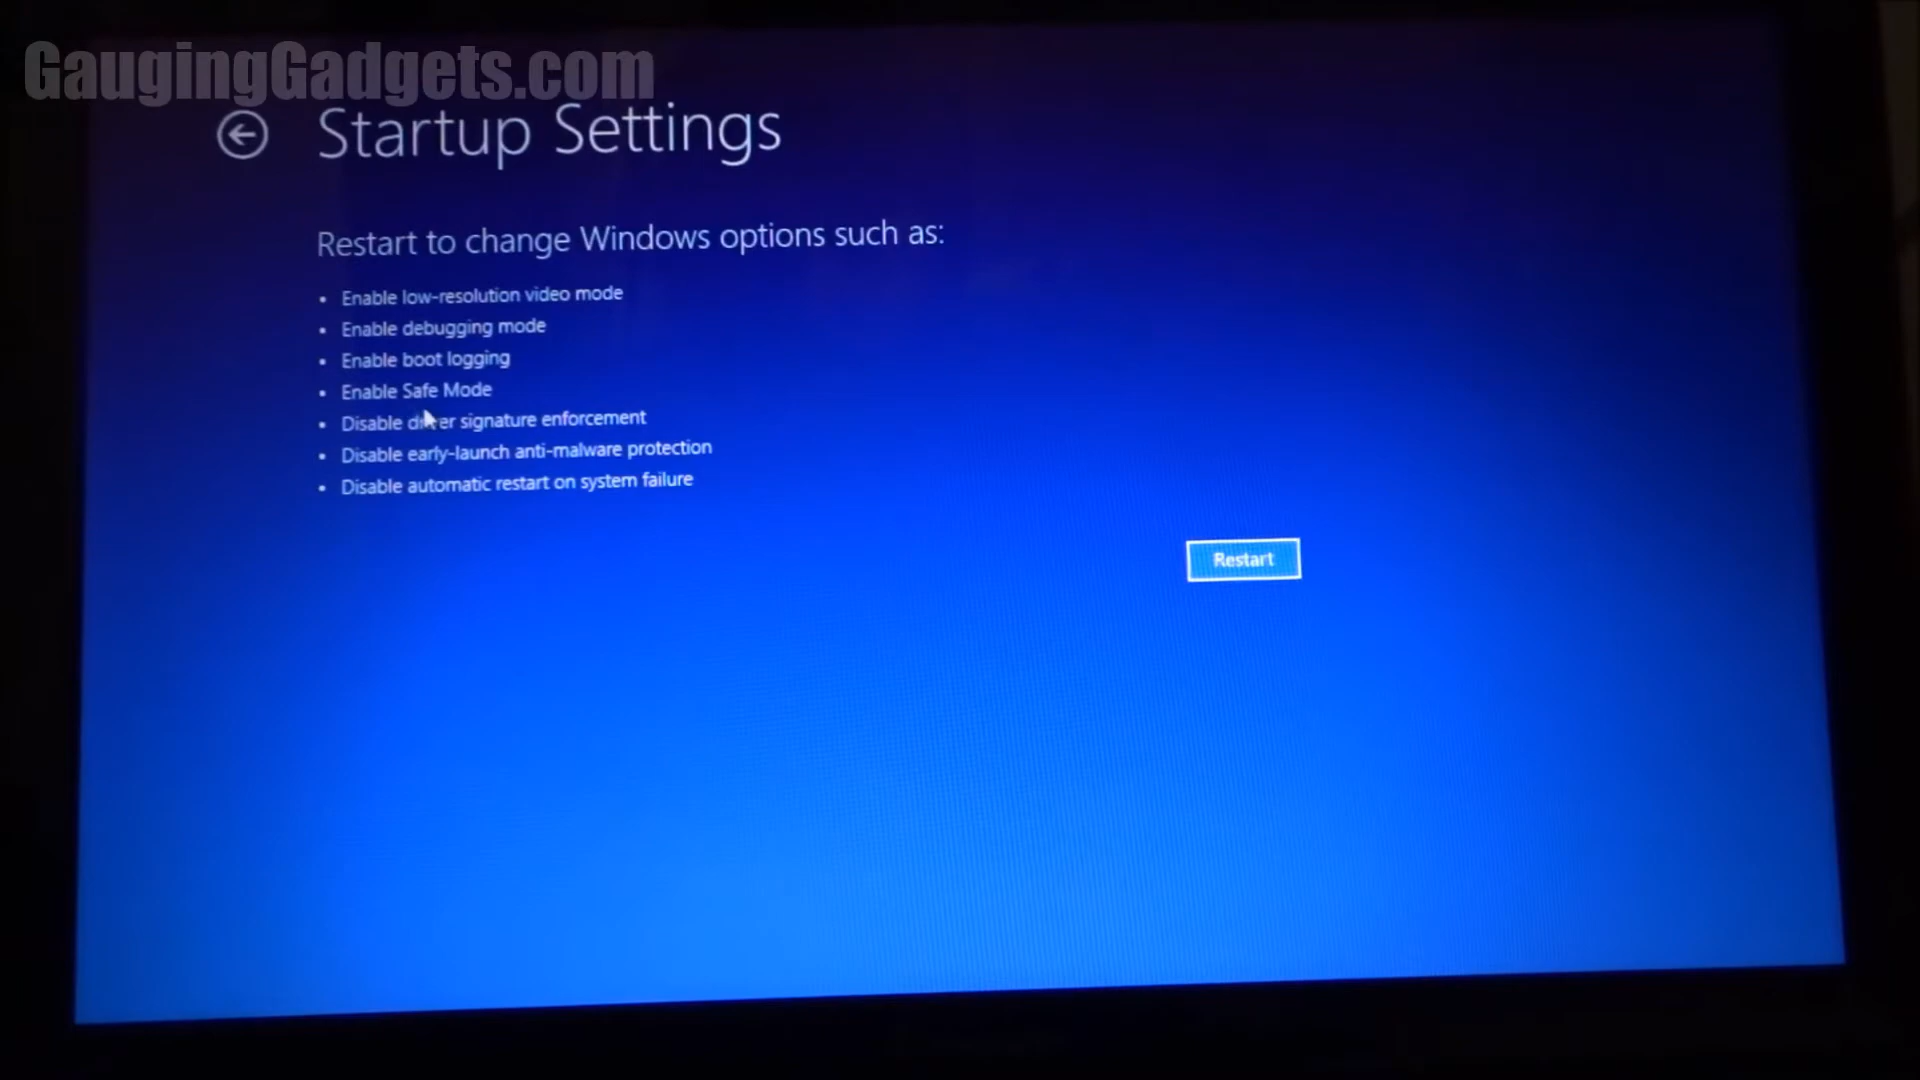 GaugingGadgets.com
Startup Settings
Restart to change Windows options such as:
• Enable low-resolution video mode
• Enable debugging mode
• Enable boot logging
• Enable Safe Mode
• Disable driver signature enforcement
• Disable early-launch anti-malware protection
• Disable automatic restart on system failure
Restart